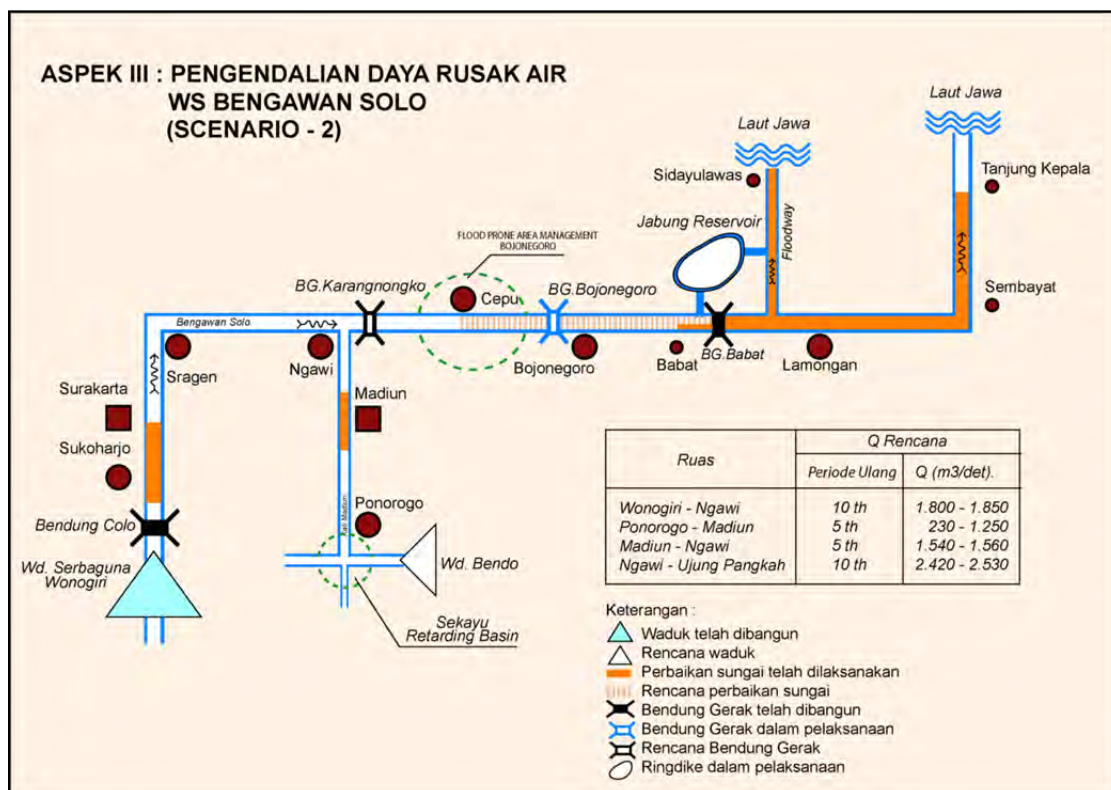 ASPEK III : PENGENDALIAN DAYA RUSAK AIR
WS BENGAWAN SOLO
(SCENARIO - 2)
Laut Jawa
Laut Jawa
Sidayulawas
Tanjung Kepala
Jabung Reservoir
Floodway
FLOOD PRONE AREA MANAGEMENT
BOJONEGORO
BG.Karangnongko
Cepu
BG.Bojonegoro
Sembayat
Bengawan Solo
Sragen
Ngawi
Bojonegoro
Babat
BG.Babat
Lamongan
Surakarta
Madiun
Sukoharjo
Bendung Colo
Kali Madiun
Ponorogo
Wd. Serbaguna
Wonogiri
Wd. Bendo
Sekayu
Retarding Basin
Ruas
Q Rencana
Periode Ulang
Q (m3/det).
Wonogiri - Ngawi 10 th 1.800 - 1.850
Ponorogo - Madiun 5 th 230 - 1.250
Madiun - Ngawi 5 th 1.540 - 1.560
Ngawi - Ujung Pangkah 10 th 2.420 - 2.530
Keterangan :
Waduk telah dibangun
Rencana waduk
Perbaikan sungai telah dilaksanakan
Rencana perbaikan sungai
Bendung Gerak telah dibangun
Bendung Gerak dalam pelaksanaan
Rencana Bendung Gerak
Ringdike dalam pelaksanaan